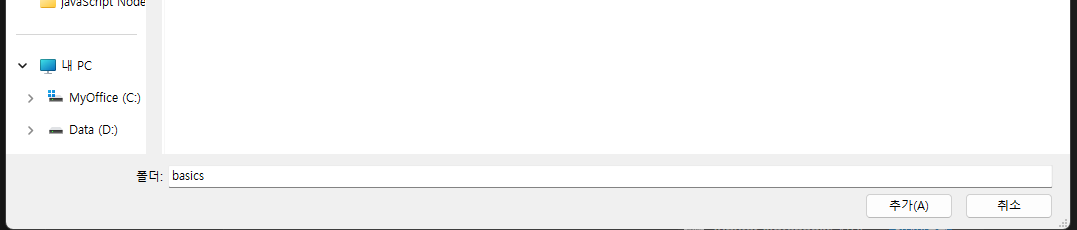 JavaScript Node
내 PC
MyOffice (C:)
Data (D:)
폴더: basics
추가(A) 취소